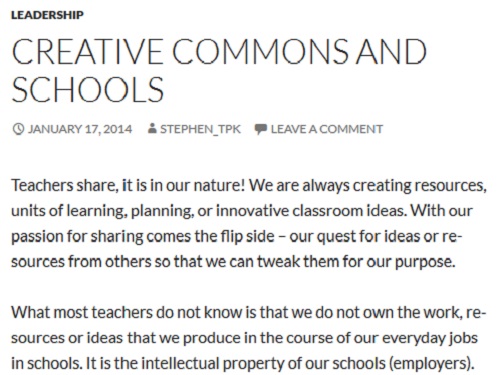 LEADERSHIP
CREATIVE COMMONS AND
SCHOOLS
JANUARY 17, 2014 STEPHEN_TPK LEAVE A COMMENT
Teachers share, it is in our nature! We are always creating resources,
units of learning, planning, or innovative classroom ideas. With our
passion for sharing comes the flip side – our quest for ideas or re-
sources from others so that we can tweak them for our purpose.
What most teachers do not know is that we do not own the work, re-
sources or ideas that we produce in the course of our everyday jobs
in schools. It is the intellectual property of our schools (employers).